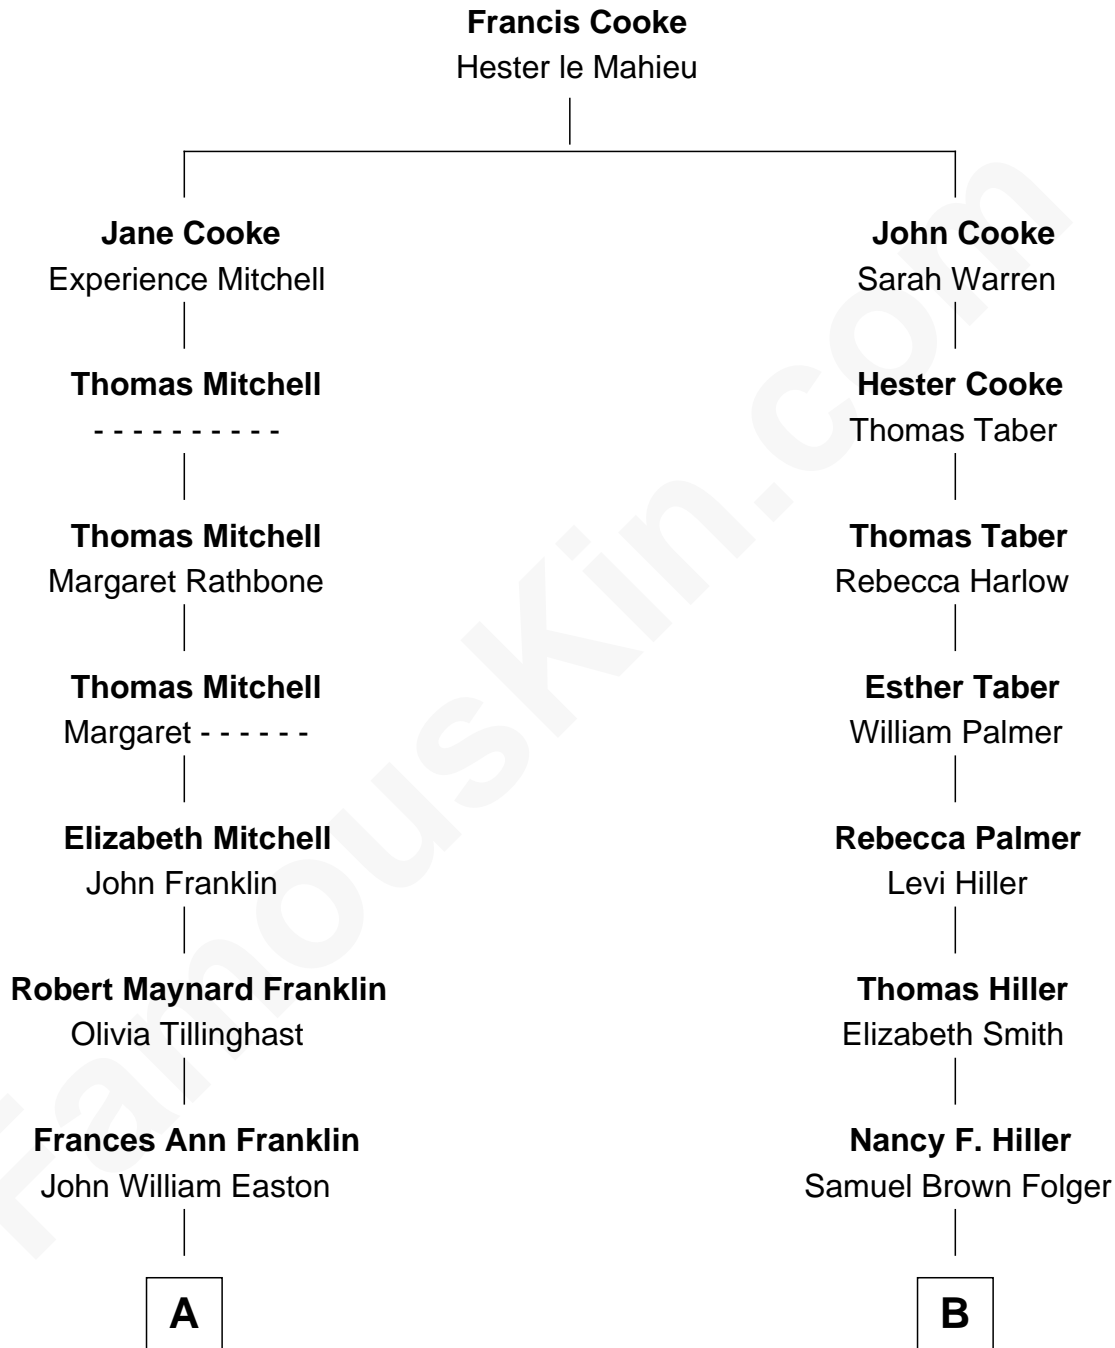 Francis Cooke
Hester le Mahieu
Jane Cooke
Experience Mitchell
John Cooke
Sarah Warren
Thomas Mitchell
- - - - - - - - - -
Hester Cooke
Thomas Taber
Thomas Mitchell
Margaret Rathbone
Thomas Taber
Rebecca Harlow
Thomas Mitchell
Margaret - - - - - -
Esther Taber
William Palmer
Elizabeth Mitchell
John Franklin
Rebecca Palmer
Levi Hiller
Robert Maynard Franklin
Olivia Tillinghast
Thomas Hiller
Elizabeth Smith
Frances Ann Franklin
John William Easton
Nancy F. Hiller
Samuel Brown Folger
A
B
FamousKin.com